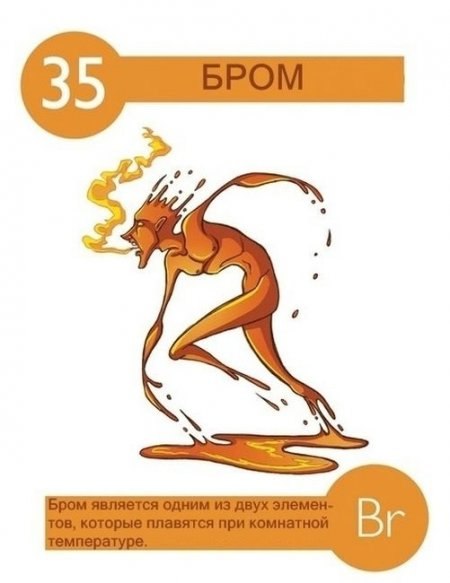 35
БРОМ
Бром является одним из двух элемен-
тов, которые плавятся при комнатной
температуре.
Br